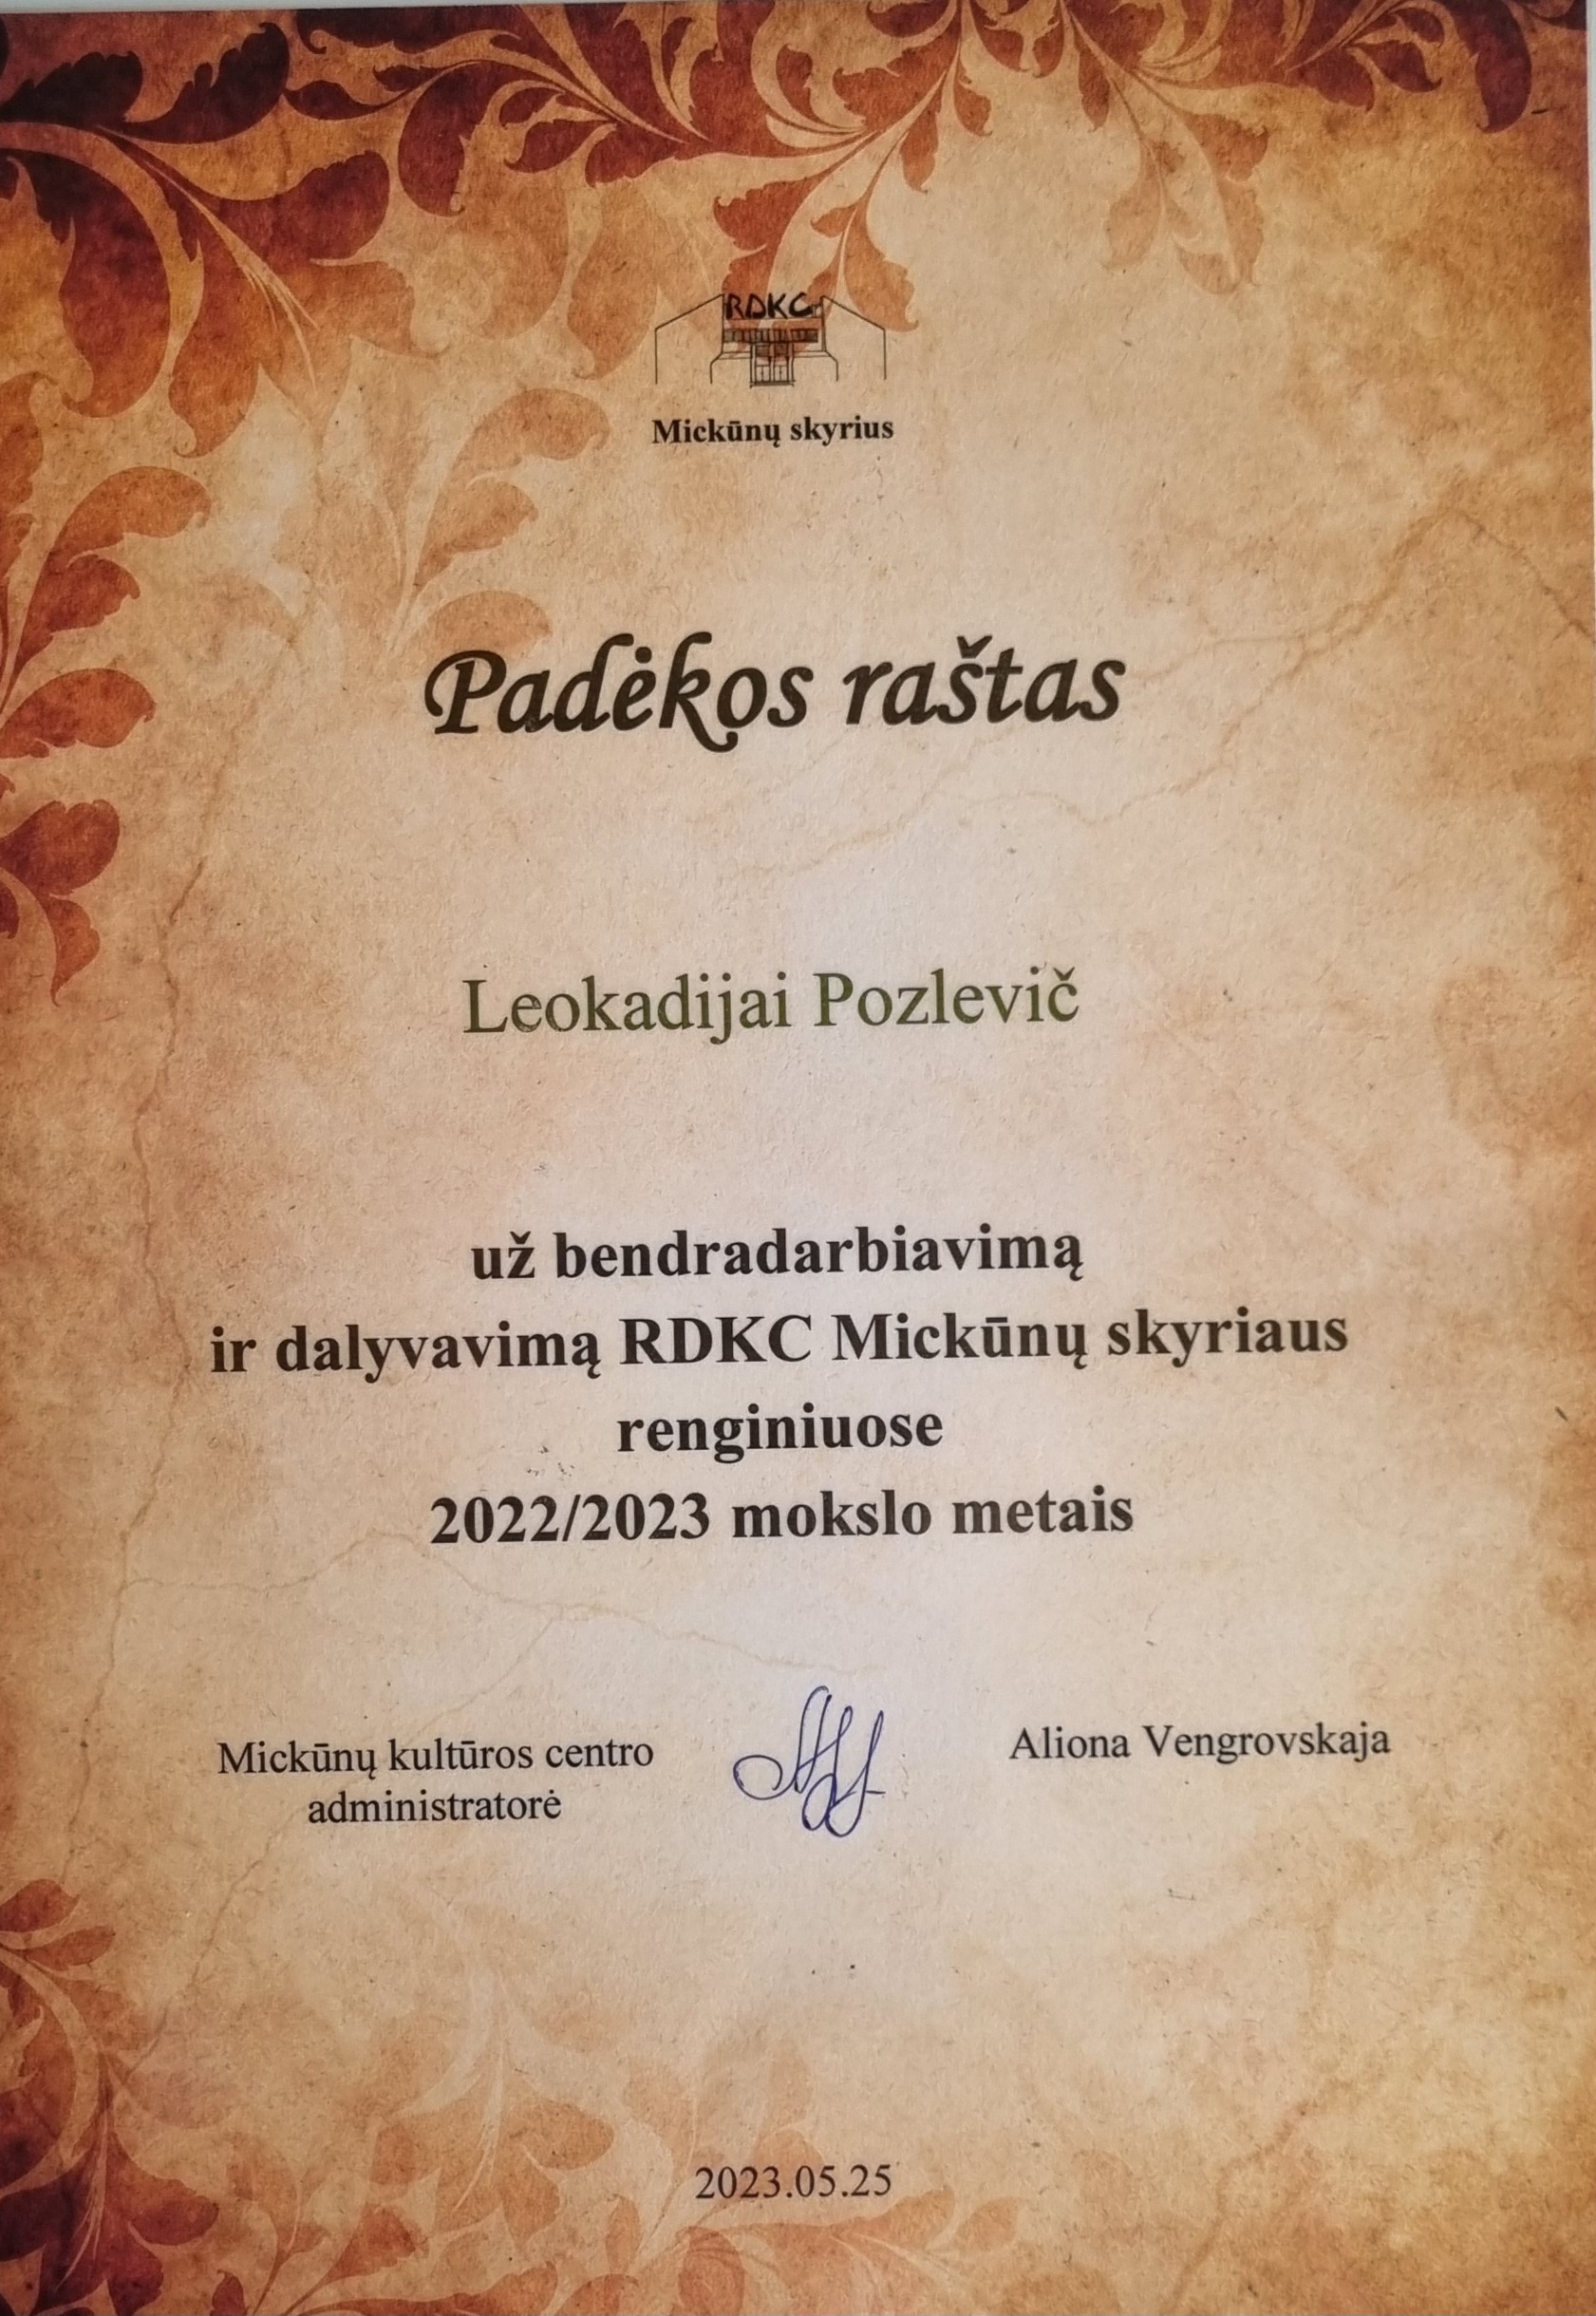 RDKC
Mickūnų skyrius
Padėkos raštas
Leokadijai Pozlevič
už bendradarbiavimą
ir dalyvavimą RDKC Mickūnų skyriaus
renginiuose
2022/2023 mokslo metais
Mickūnų kultūros centro
administratorė
Aliona Vengrovskaja
2023.05.25